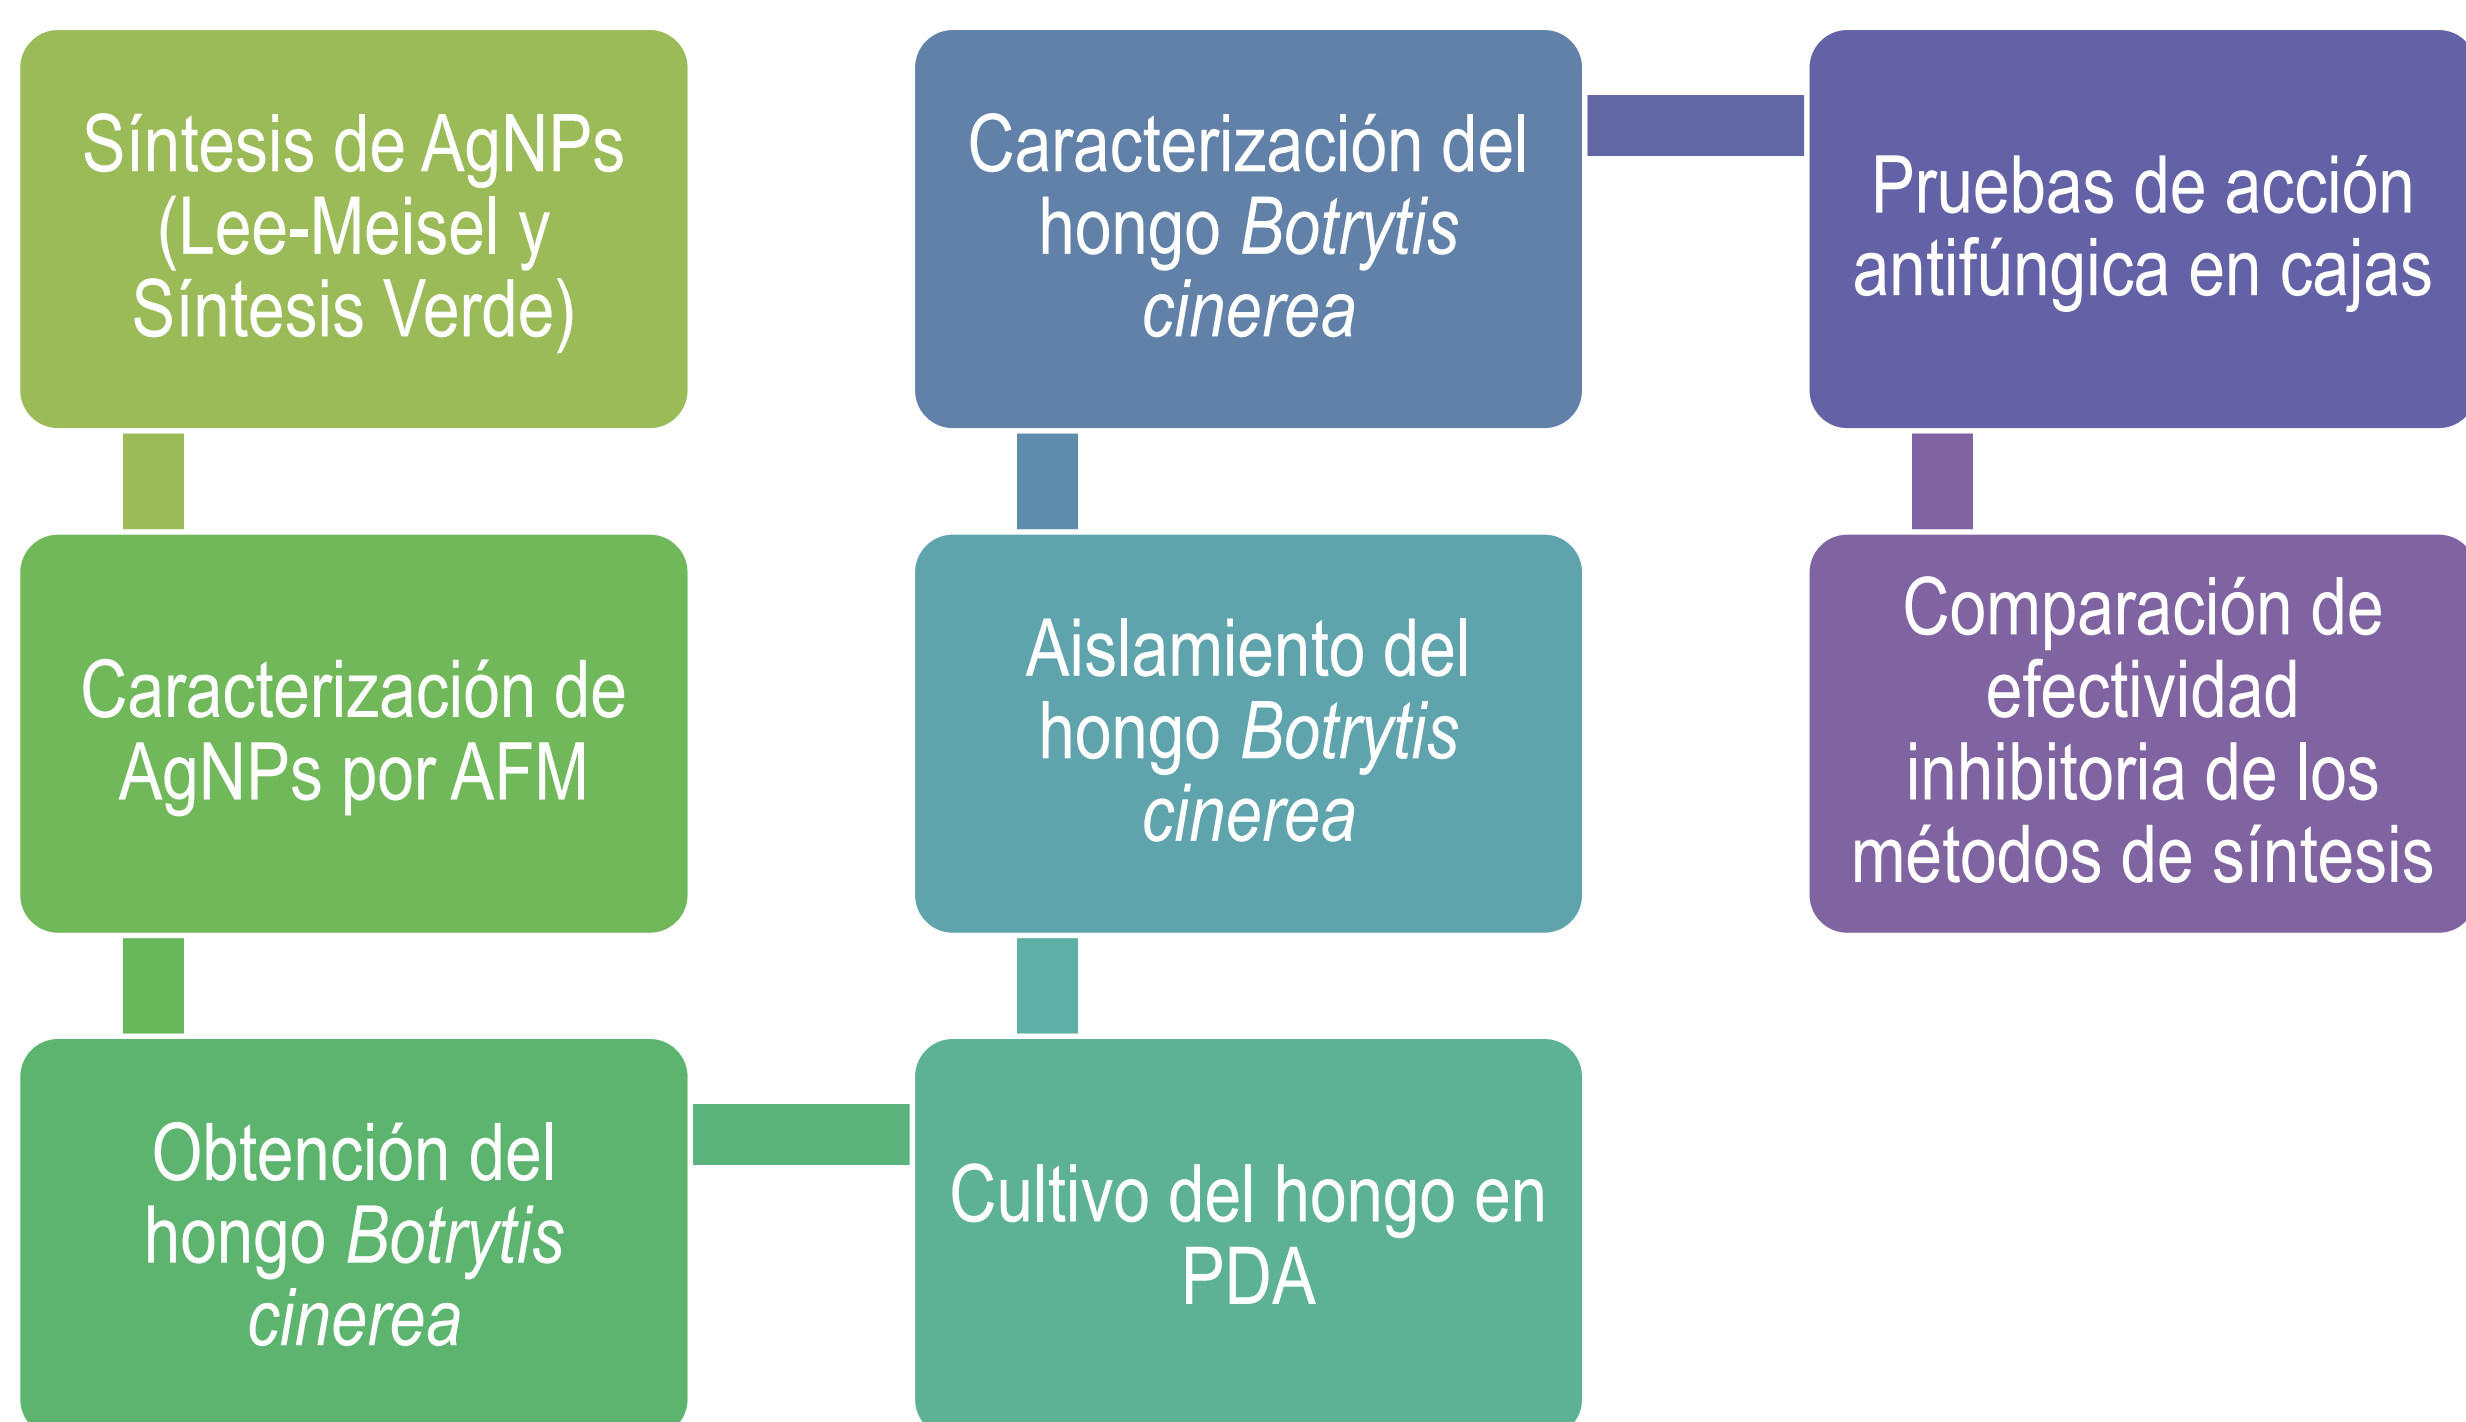 Síntesis de AgNPs
(Lee-Meisel y
Síntesis Verde)
Caracterización de
AgNPs por AFM
Obtención del
hongo Botrytis
cinerea
Cultivo del hongo en
PDA
Aislamiento del
hongo Botrytis
cinerea
Caracterización del
hongo Botrytis
cinerea
Pruebas de acción
antifúngica en cajas
Comparación de
efectividad
inhibitoria de los
métodos de síntesis